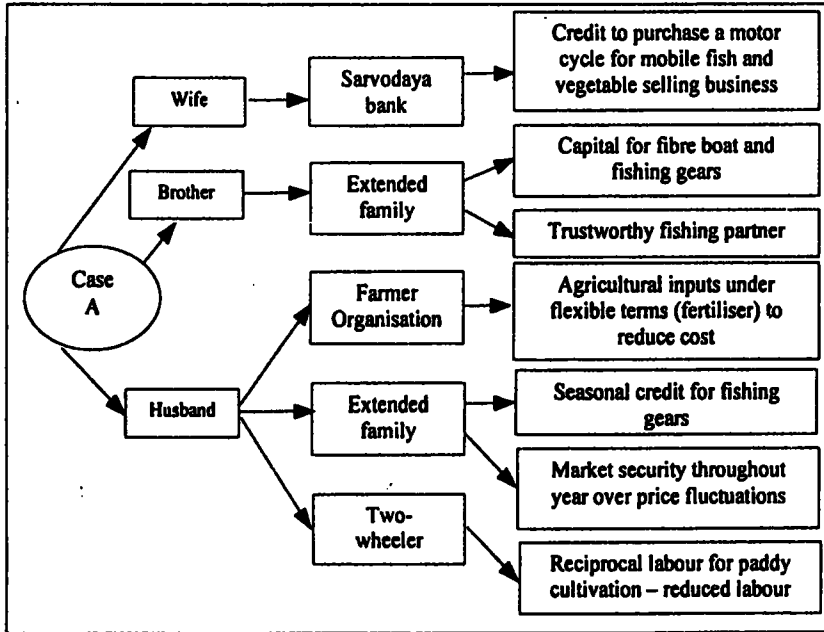 Credit to purchase a motor
cycle for mobile fish and
vegetable selling business
Wife
Sarvodaya
bank
Capital for fibre boat and
fishing gears
Brother
Extended
family
Trustworthy fishing partner
Case
A
Farmer
Organisation
Agricultural inputs under
flexible terms (fertiliser) to
reduce cost
Husband
Extended
family
Seasonal credit for fishing
gears
Market security throughout
year over price fluctuations
Two-
wheeler
Reciprocal labour for paddy
cultivation – reduced labour